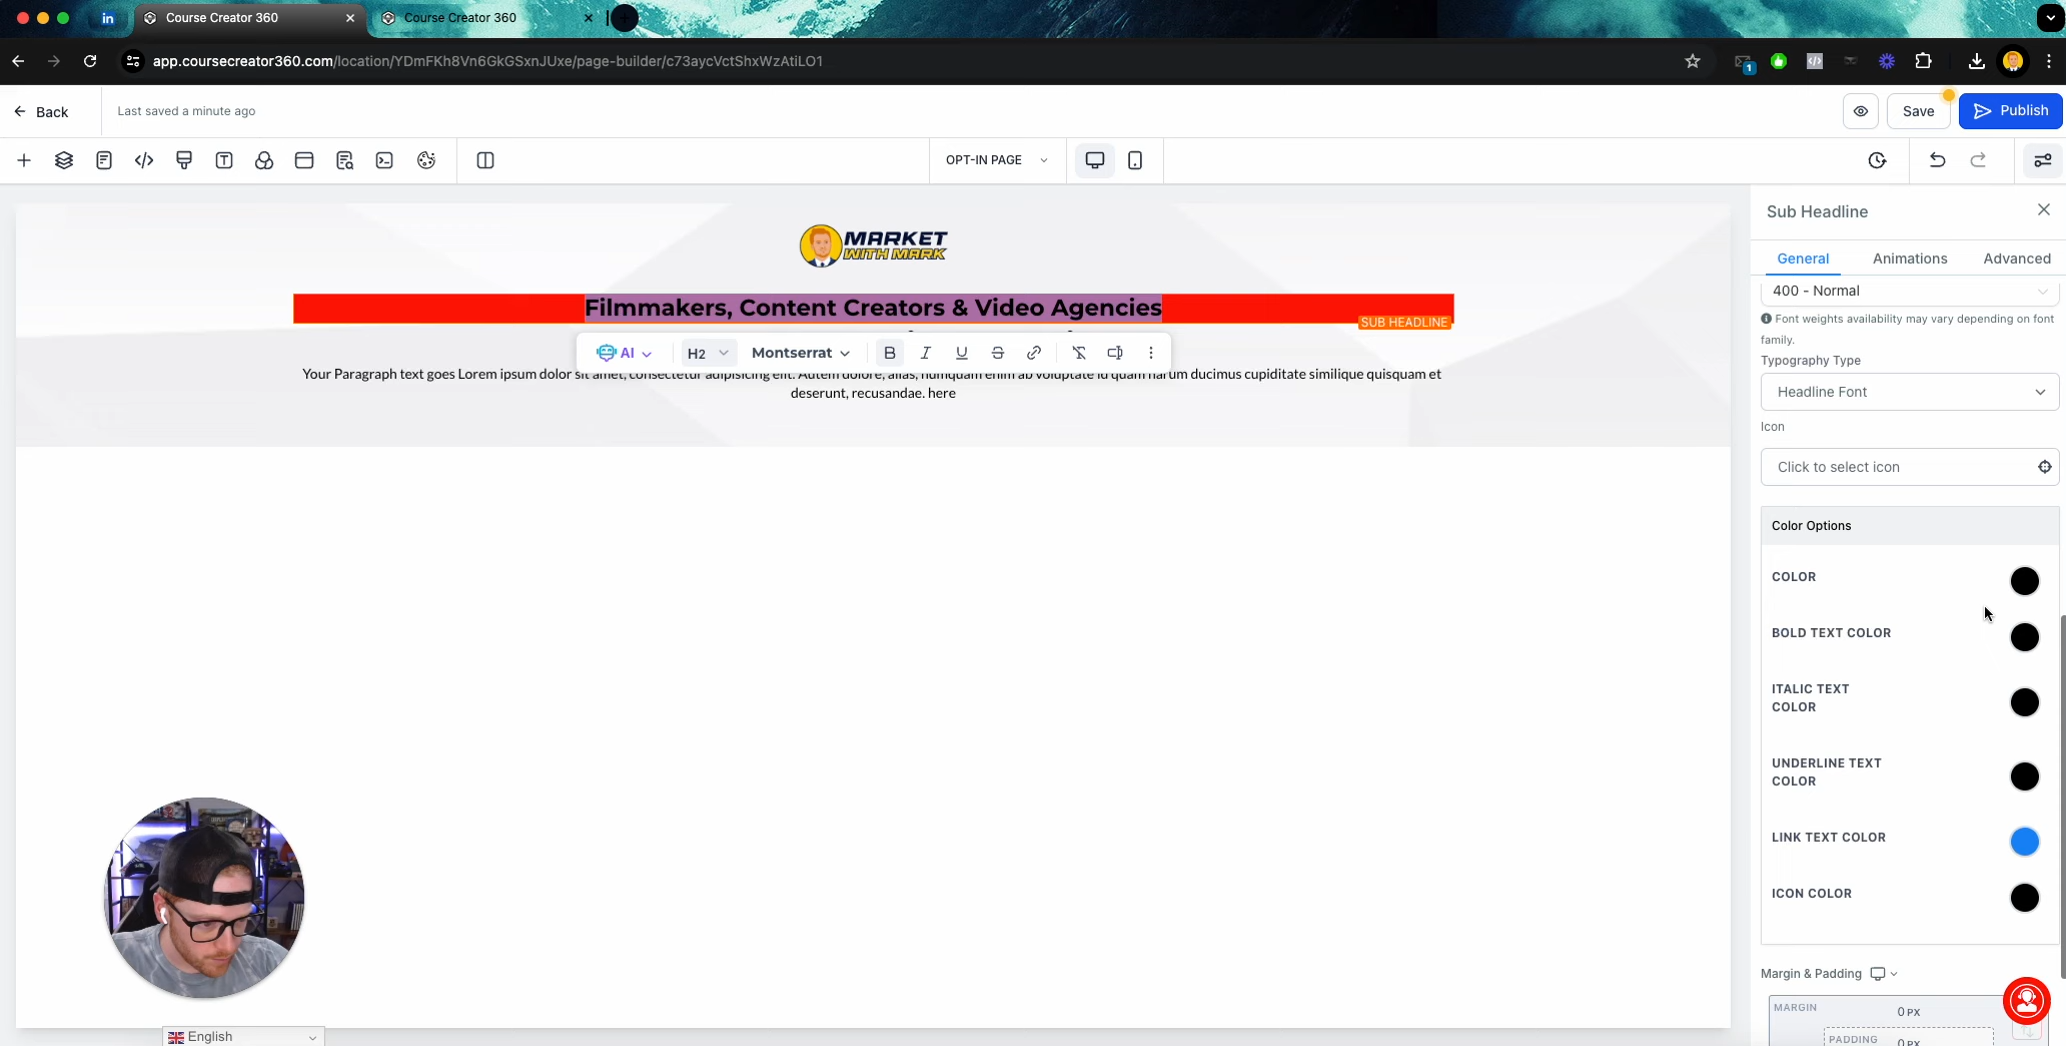 Course Creator 360
Course Creator 360
app.coursecreator360.com/location/YDmFKh8Vn6GkGSxnJUxe/page-builder/c73aycVctShxWzAtiLO1
1
Back
Last saved a minute ago
Save
Publish
OPT-IN PAGE
MARKET
WITH MARK
Filmmakers, Content Creators & Video Agencies
SUB HEADLINE
AI
H2
Montserrat
B
I
U
S
Your Paragraph text goes Lorem ipsum dolor sit amet, consectetur adipisicing elit. Autem dolore, alias, numquam enim ab voluptate id quam harum ducimus cupiditate similique quisquam et
deserunt, recusandae. here
English
Sub Headline
General
Animations
Advanced
400 - Normal
Font weights availability may vary depending on font
family.
Typography Type
Headline Font
Icon
Click to select icon
Color Options
COLOR
BOLD TEXT COLOR
ITALIC TEXT
COLOR
UNDERLINE TEXT
COLOR
LINK TEXT COLOR
ICON COLOR
Margin & Padding
MARGIN
0 PX
PADDING
0 PX